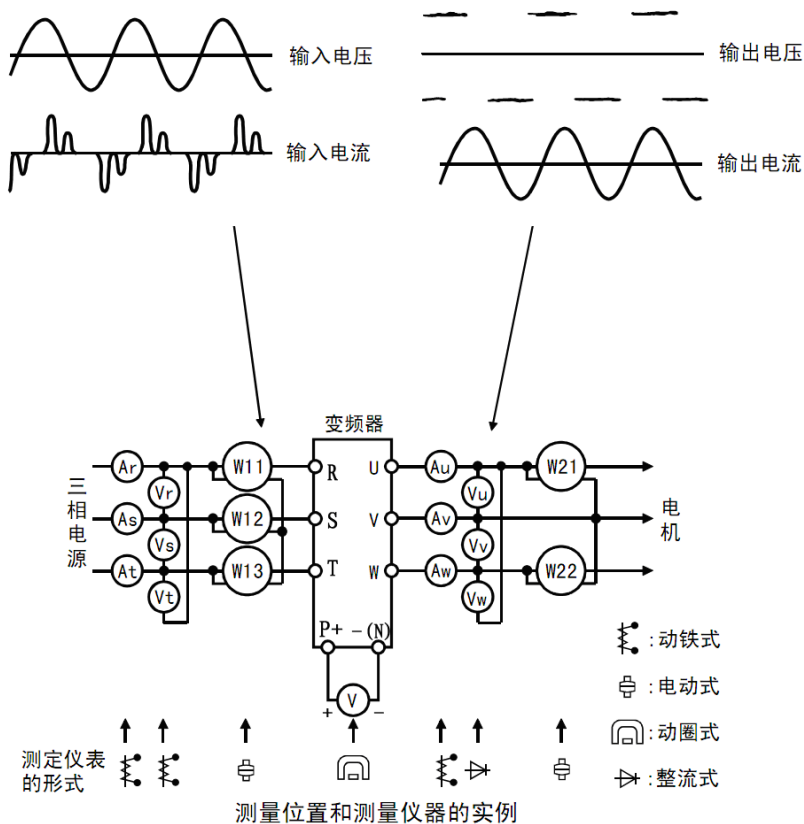 输入电压
输出电压
输入电流
输出电流
变频器
三相电源
Ar
As
At
Vr
Vs
Vt
W11
W12
W13
R
S
T
U
V
W
P+
-(N)
V
+
-
Au
Av
Aw
Vu
Vv
Vw
W21
W22
电机
:动铁式
:电动式
:动圈式
:整流式
测定仪表
的形式
测量位置和测量仪器的实例